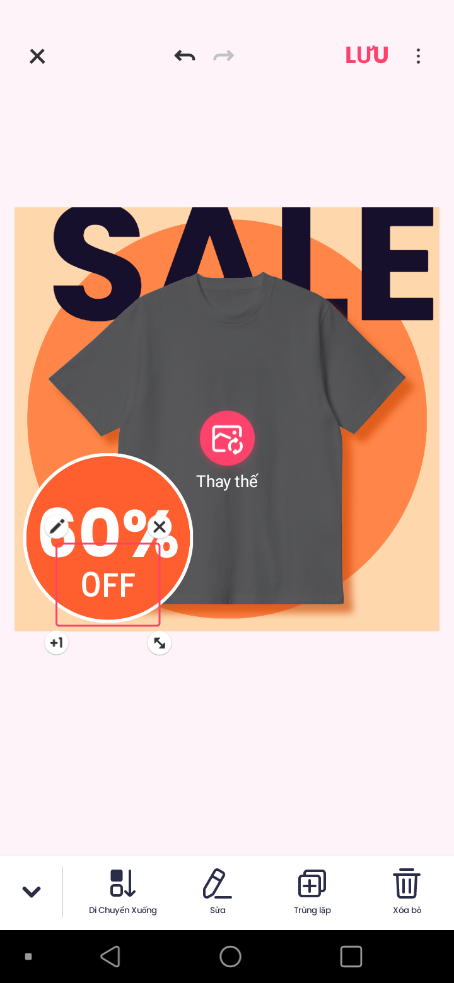 LƯU
SALE
Thay thế
60%
OFF
+1
Di Chuyển Xuống
Sửa
Trùng lặp
Xóa bỏ